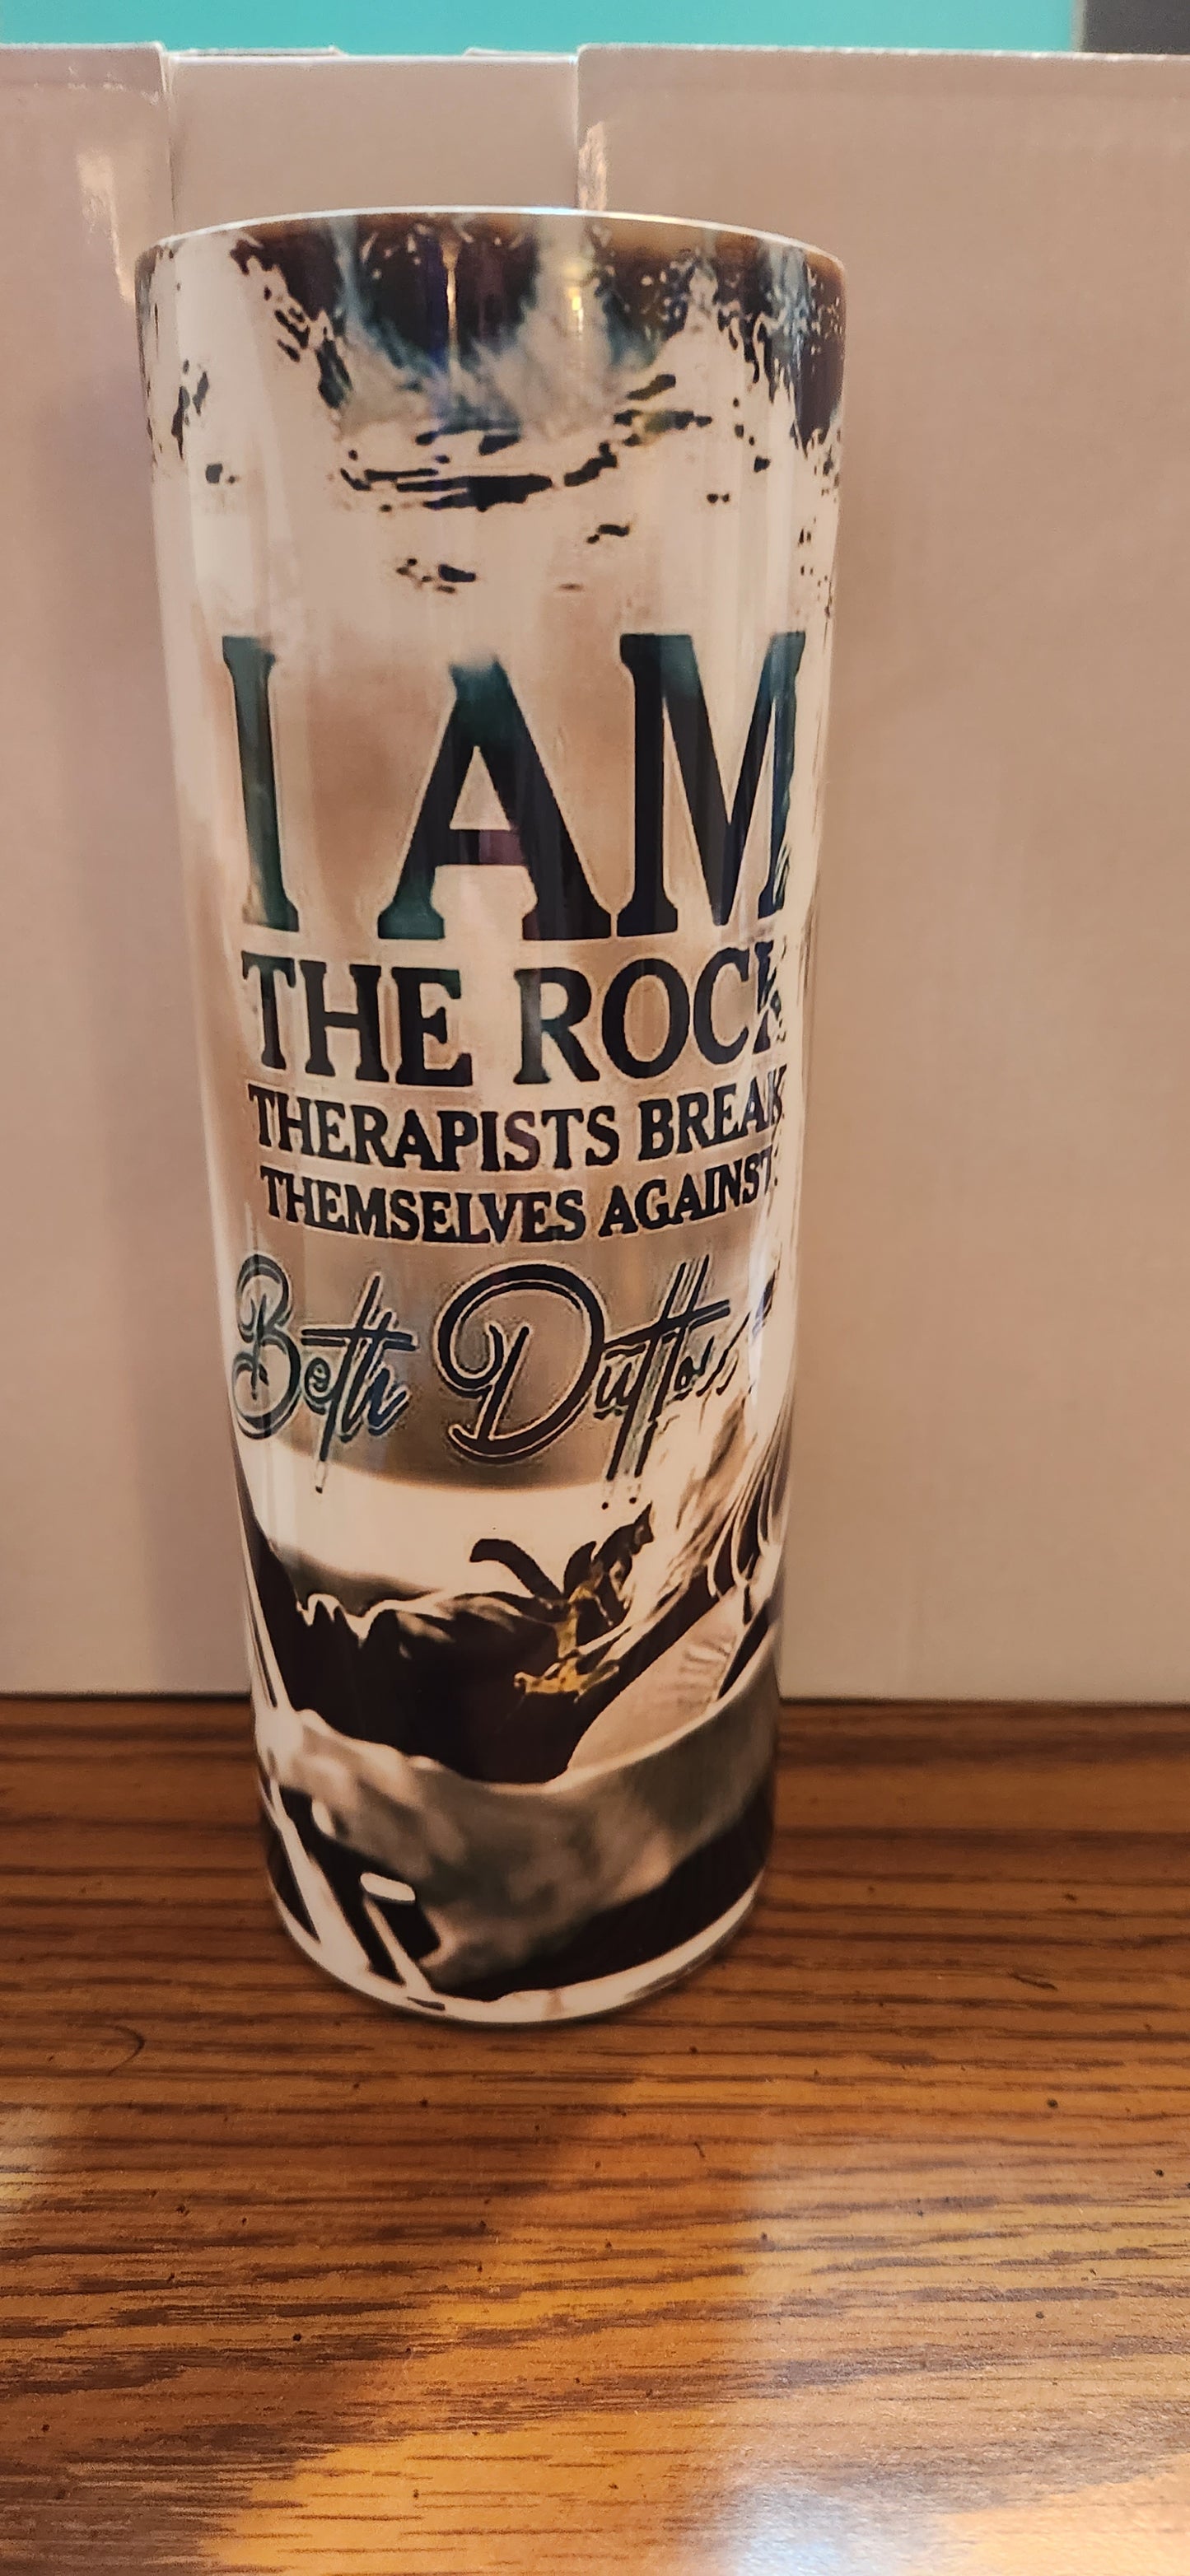 I AM
THE ROCK
THERAPISTS BREAK
THEMSELVES AGAINST.
Beth Dutton